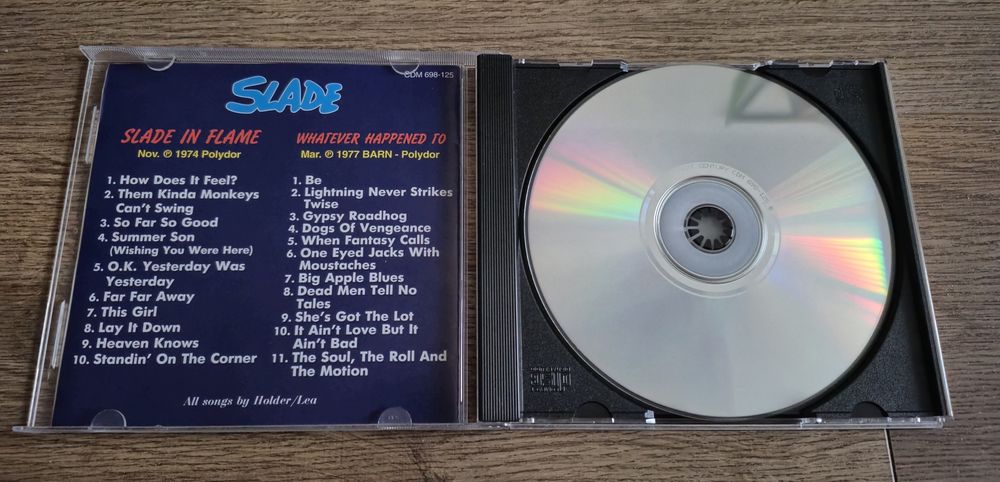 CDM 698-125
SLADE
SLADE IN FLAME
Nov. ℗ 1974 Polydor
1. How Does It Feel?
2. Them Kinda Monkeys
Can't Swing
3. So Far So Good
4. Summer Son
(Wishing You Were Here)
5. O.K. Yesterday Was
Yesterday
6. Far Far Away
7. This Girl
8. Lay It Down
9. Heaven Knows
10. Standin' On The Corner
WHATEVER HAPPENED TO
Mar. ℗ 1977 BARN - Polydor
1. Be
2. Lightning Never Strikes
Twise
3. Gypsy Roadhog
4. Dogs Of Vengeance
5. When Fantasy Calls
6. One Eyed Jacks With
Moustaches
7. Big Apple Blues
8. Dead Men Tell No
Tales
9. She's Got The Lot
10. It Ain't Love But It
Ain't Bad
11. The Soul, The Roll And
The Motion
All songs by Holder/Lea